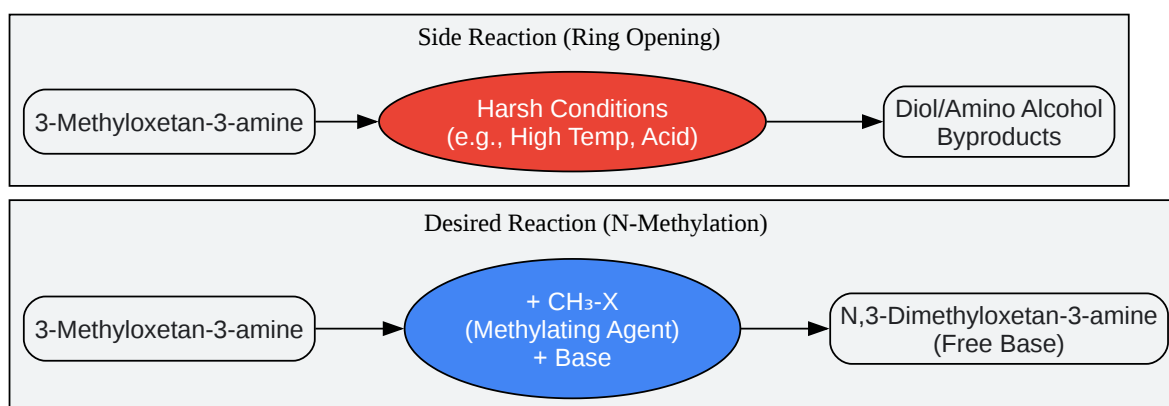 Side Reaction (Ring Opening)
3-Methyloxetan-3-amine
Harsh Conditions
(e.g., High Temp, Acid)
Diol/Amino Alcohol
Byproducts
Desired Reaction (N-Methylation)
3-Methyloxetan-3-amine
+ CH₃-X
(Methylating Agent)
+ Base
N,3-Dimethyloxetan-3-amine
(Free Base)